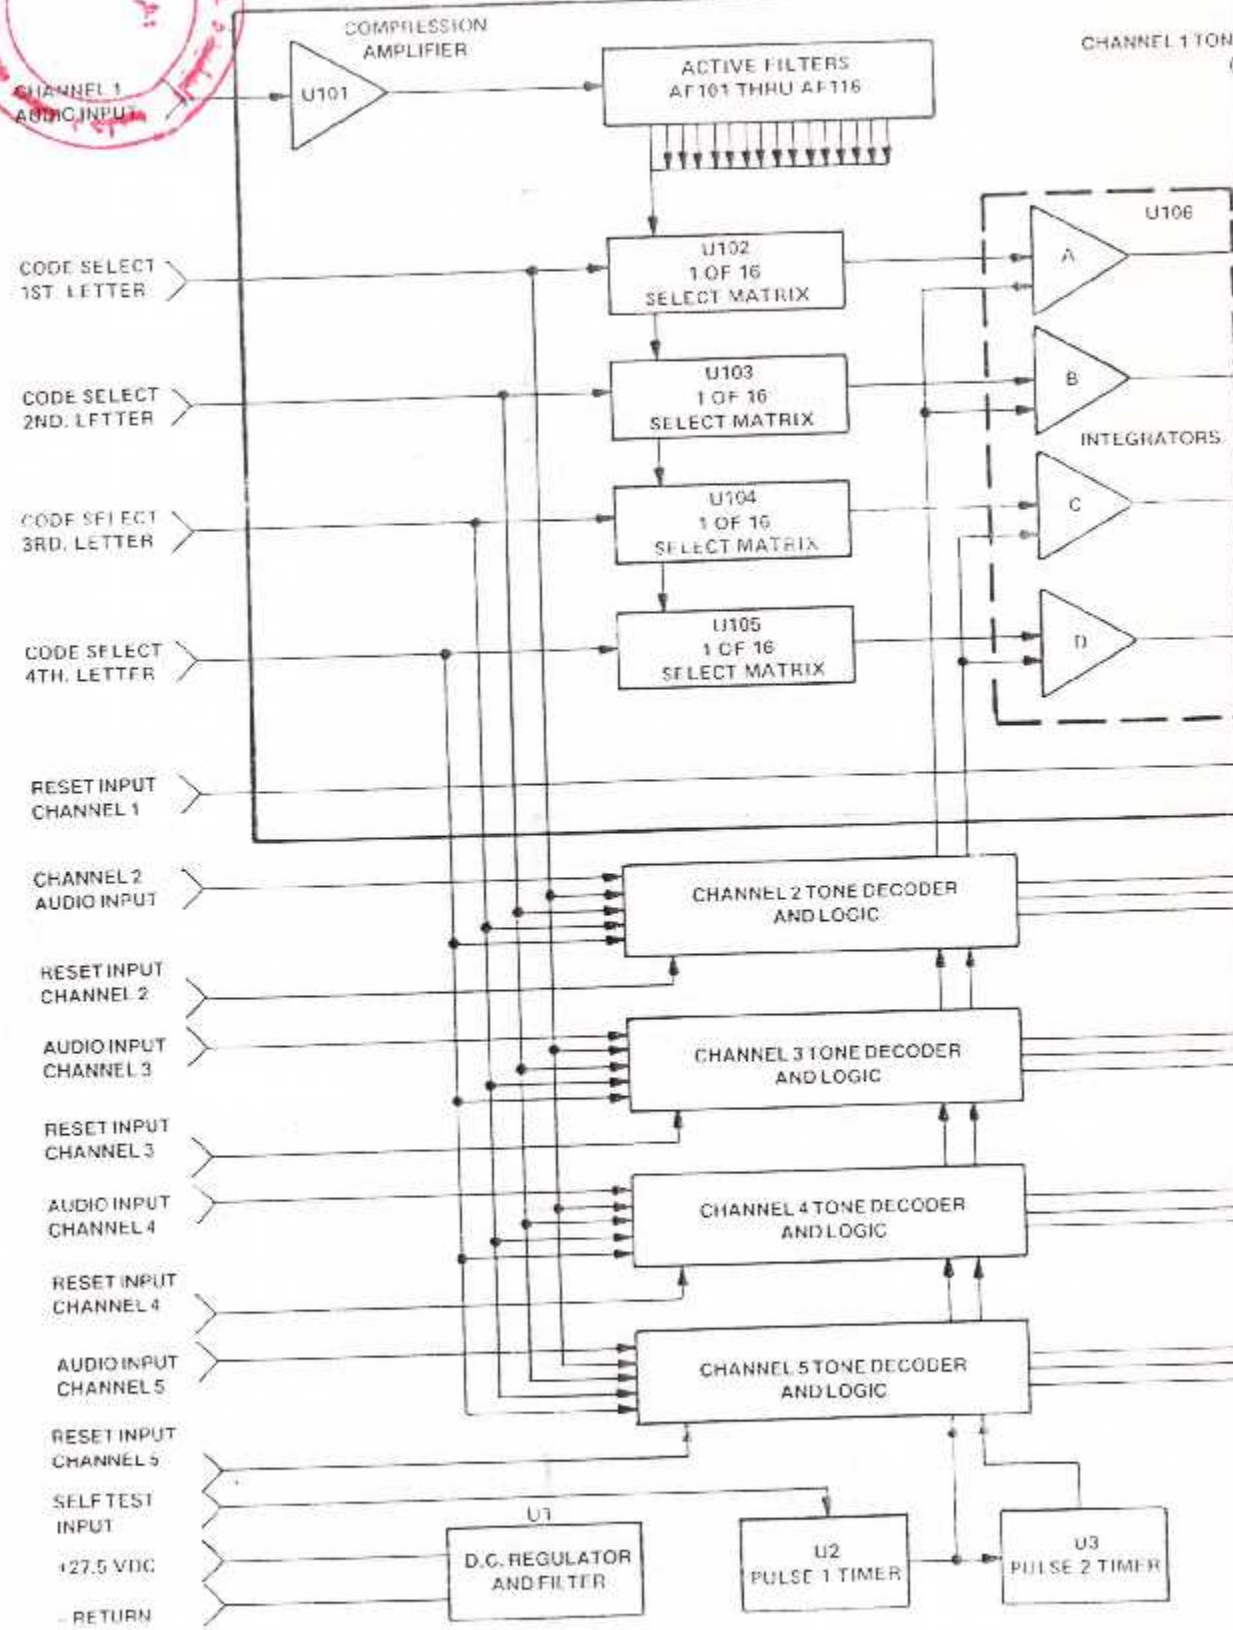 COMPRESSION
AMPLIFIER
CHANNEL 1 TON
CHANNEL 1
AUDIO INPUT
U101
ACTIVE FILTERS
AF101 THRU AF116
U106
CODE SELECT
1ST. LETTER
U102
1 OF 16
SELECT MATRIX
A
CODE SELECT
2ND. LETTER
U103
1 OF 16
SELECT MATRIX
B
INTEGRATORS
CODE SELECT
3RD. LETTER
U104
1 OF 16
SELECT MATRIX
C
CODE SELECT
4TH. LETTER
U105
1 OF 16
SELECT MATRIX
D
RESET INPUT
CHANNEL 1
CHANNEL 2
AUDIO INPUT
CHANNEL 2 TONE DECODER
AND LOGIC
RESET INPUT
CHANNEL 2
AUDIO INPUT
CHANNEL 3
CHANNEL 3 TONE DECODER
AND LOGIC
RESET INPUT
CHANNEL 3
AUDIO INPUT
CHANNEL 4
CHANNEL 4 TONE DECODER
AND LOGIC
RESET INPUT
CHANNEL 4
AUDIO INPUT
CHANNEL 5
CHANNEL 5 TONE DECODER
AND LOGIC
RESET INPUT
CHANNEL 5
SELF TEST
INPUT
+27.5 VDC
- RETURN
U1
D.C. REGULATOR
AND FILTER
U2
PULSE 1 TIMER
U3
PULSE 2 TIMER